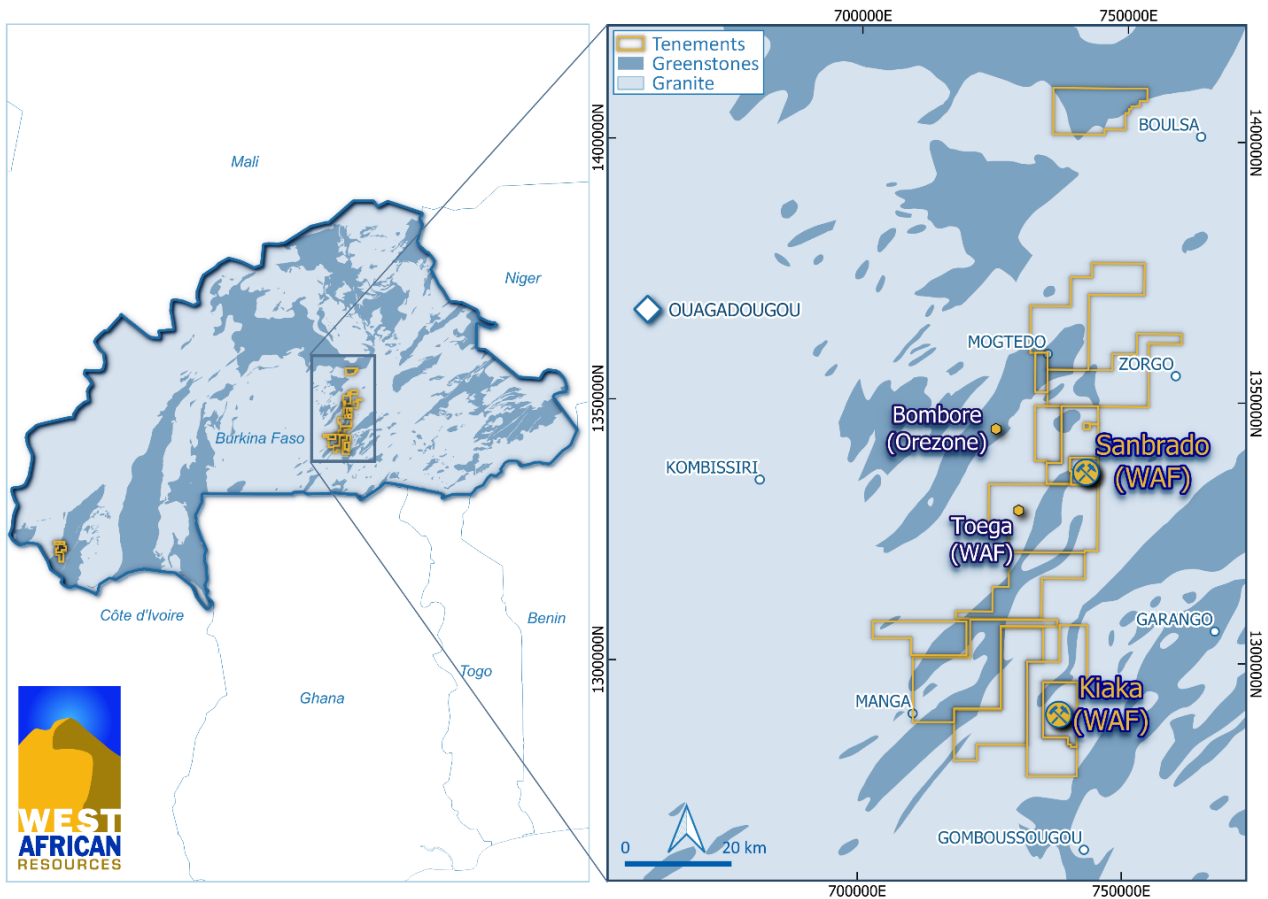 Mali
Niger
Burkina Faso
Côte d'Ivoire
Ghana
Togo
Benin
WEST
AFRICAN
RESOURCES
700000E
750000E
Tenements
Greenstones
Granite
1400000N
1350000N
1300000N
1400000N
1350000N
1300000N
BOULSA
OUAGADOUGOU
MOGTEDO
ZORGO
Bombore
(Orezone)
Sanbrado
(WAF)
KOMBISSIRI
Toega
(WAF)
GARANGO
MANGA
Kiaka
(WAF)
GOMBOUSSOUGOU
0
20 km
700000E
750000E